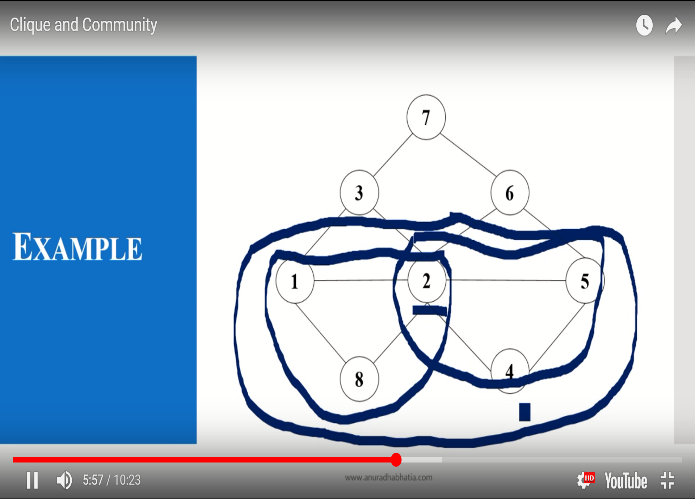 Clique and Community
7
3 6
EXAMPLE
1 2 5
8 4
5:57 / 10:23
www.anuradhabhatia.com
HD
YouTube